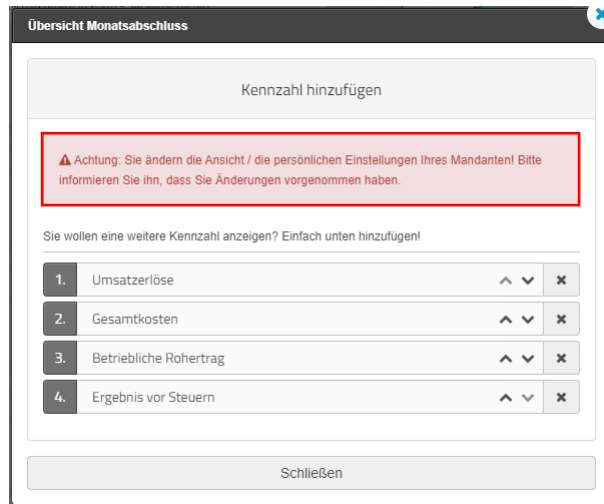 Übersicht Monatsabschluss
Kennzahl hinzufügen
Achtung: Sie ändern die Ansicht / die persönlichen Einstellungen Ihres Mandanten! Bitte
informieren Sie ihn, dass Sie Änderungen vorgenommen haben.
Sie wollen eine weitere Kennzahl anzeigen? Einfach unten hinzufügen!
1. Umsatzerlöse
2. Gesamtkosten
3. Betriebliche Rohertrag
4. Ergebnis vor Steuern
Schließen